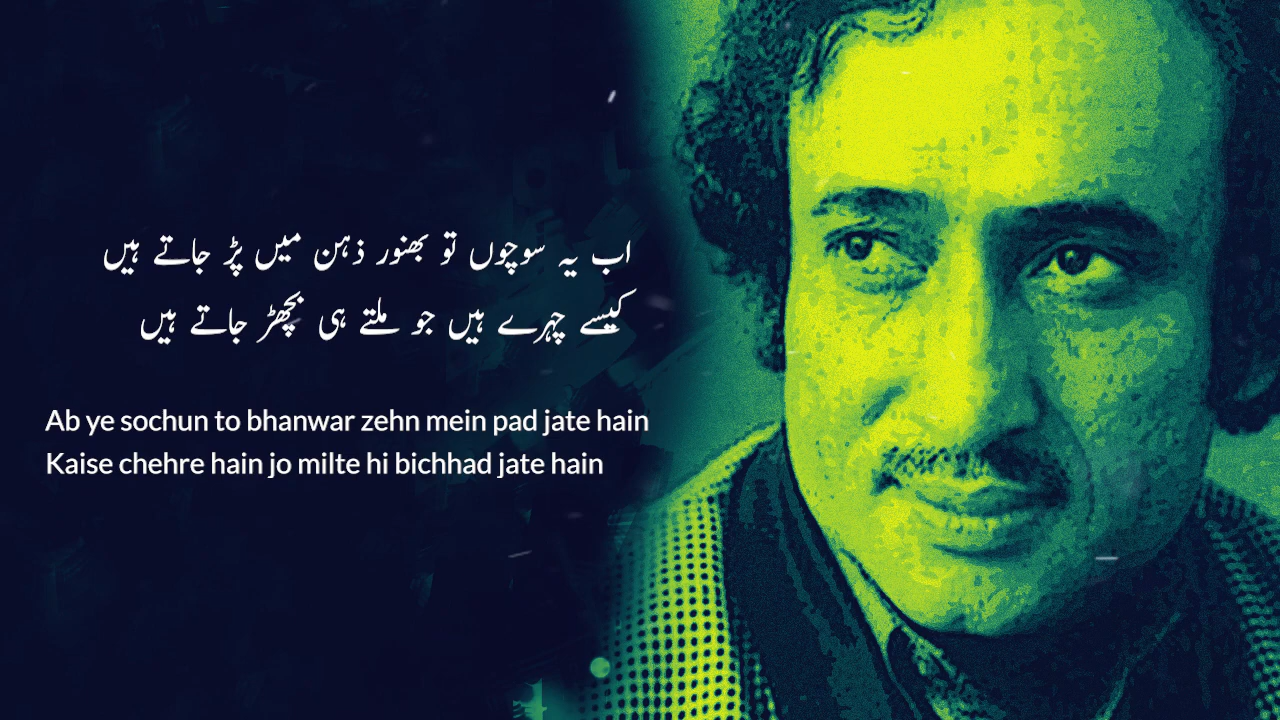 اب یہ سوچوں تو بھنور ذہن میں پڑ جاتے ہیں
کیسے چہرے ہیں جو ملتے ہی بچھڑ جاتے ہیں
Ab ye sochun to bhanwar zehn mein pad jate hain
Kaise chehre hain jo milte hi bichhad jate hain